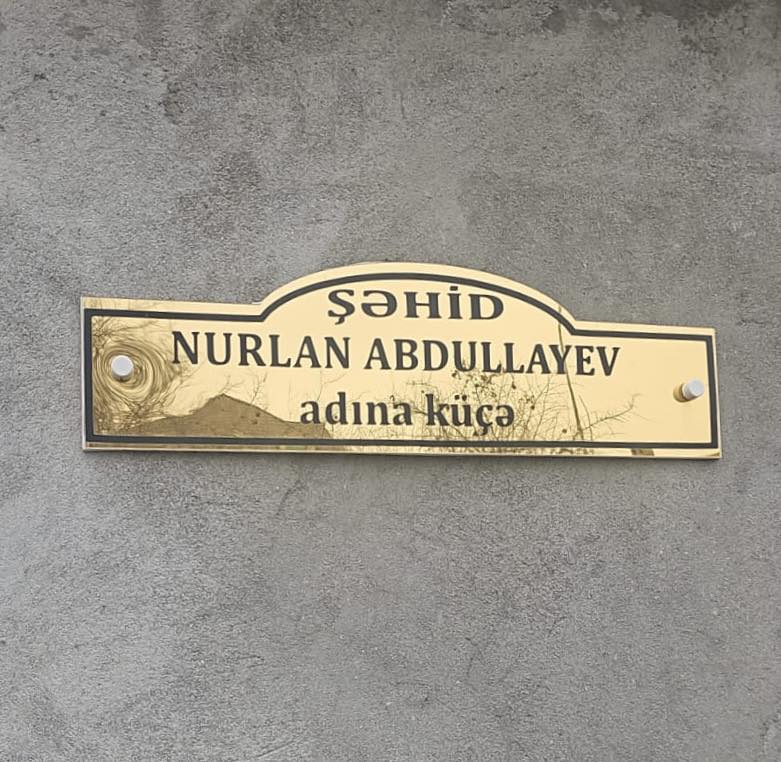 ŞƏHİD
NURLAN ABDULLAYEV
adına küçə